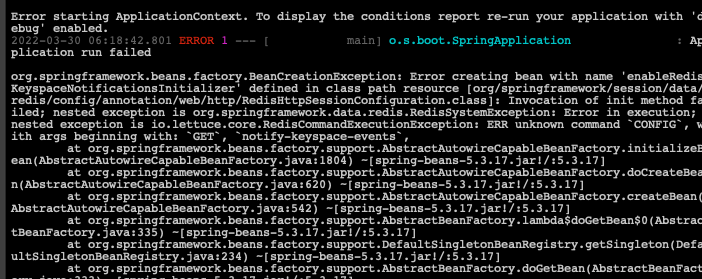 Error starting ApplicationContext. To display the conditions report re-run your application with 'd
ebug' enabled.
2022-03-30 06:18:42.801 ERROR 1 --- [           main] o.s.boot.SpringApplication               : Ap
plication run failed
org.springframework.beans.factory.BeanCreationException: Error creating bean with name 'enableRedis
KeyspaceNotificationsInitializer' defined in class path resource [org/springframework/session/data/
redis/config/annotation/web/http/RedisHttpSessionConfiguration.class]: Invocation of init method fa
iled; nested exception is org.springframework.data.redis.RedisSystemException: Error in execution;
nested exception is io.lettuce.core.RedisCommandExecutionException: ERR unknown command `CONFIG`, w
ith args beginning with: `GET`, `notify-keyspace-events`,
at org.springframework.beans.factory.support.AbstractAutowireCapableBeanFactory.initializeB
ean(AbstractAutowireCapableBeanFactory.java:1804) ~[spring-beans-5.3.17.jar!/:5.3.17]
at org.springframework.beans.factory.support.AbstractAutowireCapableBeanFactory.doCreateBea
n(AbstractAutowireCapableBeanFactory.java:620) ~[spring-beans-5.3.17.jar!/:5.3.17]
at org.springframework.beans.factory.support.AbstractAutowireCapableBeanFactory.createBean(
AbstractAutowireCapableBeanFactory.java:542) ~[spring-beans-5.3.17.jar!/:5.3.17]
at org.springframework.beans.factory.support.AbstractBeanFactory.lambda$doGetBean$0(Abstrac
tBeanFactory.java:335) ~[spring-beans-5.3.17.jar!/:5.3.17]
at org.springframework.beans.factory.support.DefaultSingletonBeanRegistry.getSingleton(Defa
ultSingletonBeanRegistry.java:234) ~[spring-beans-5.3.17.jar!/:5.3.17]
at org.springframework.beans.factory.support.AbstractBeanFactory.doGetBean(AbstractBeanFact